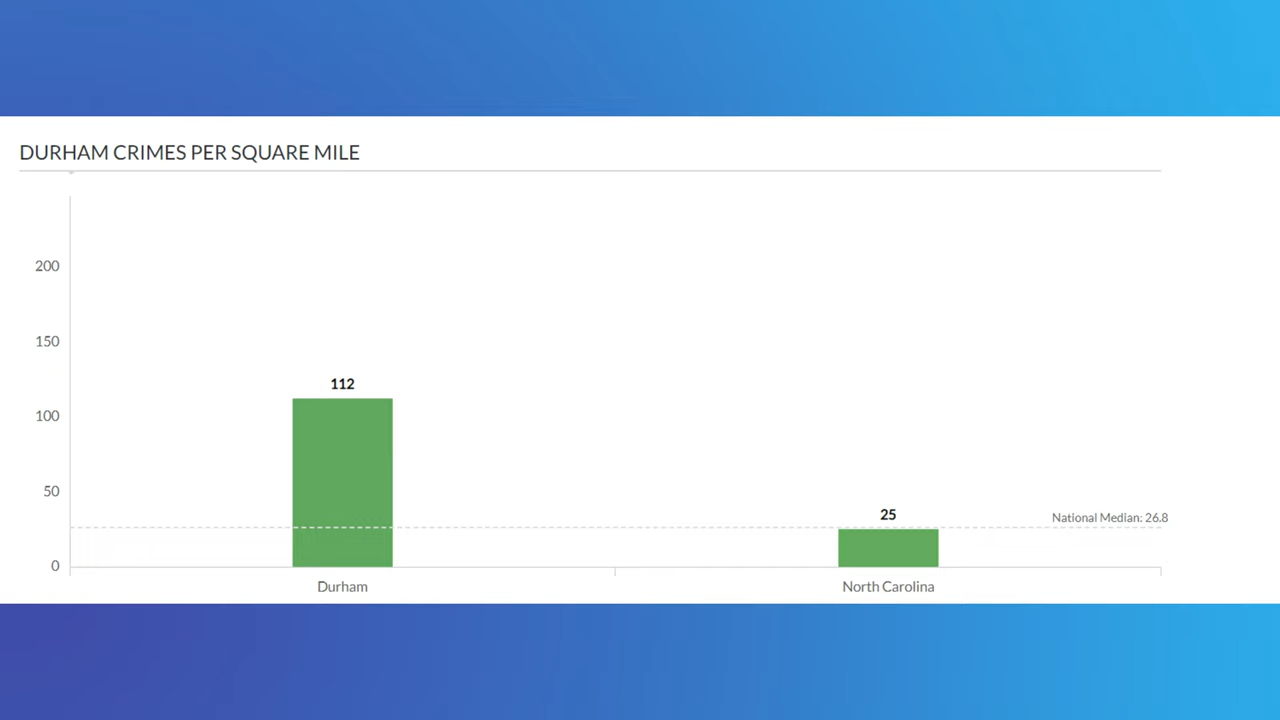 DURHAM CRIMES PER SQUARE MILE
200
150
100
50
0
112
25
National Median: 26.8
Durham
North Carolina